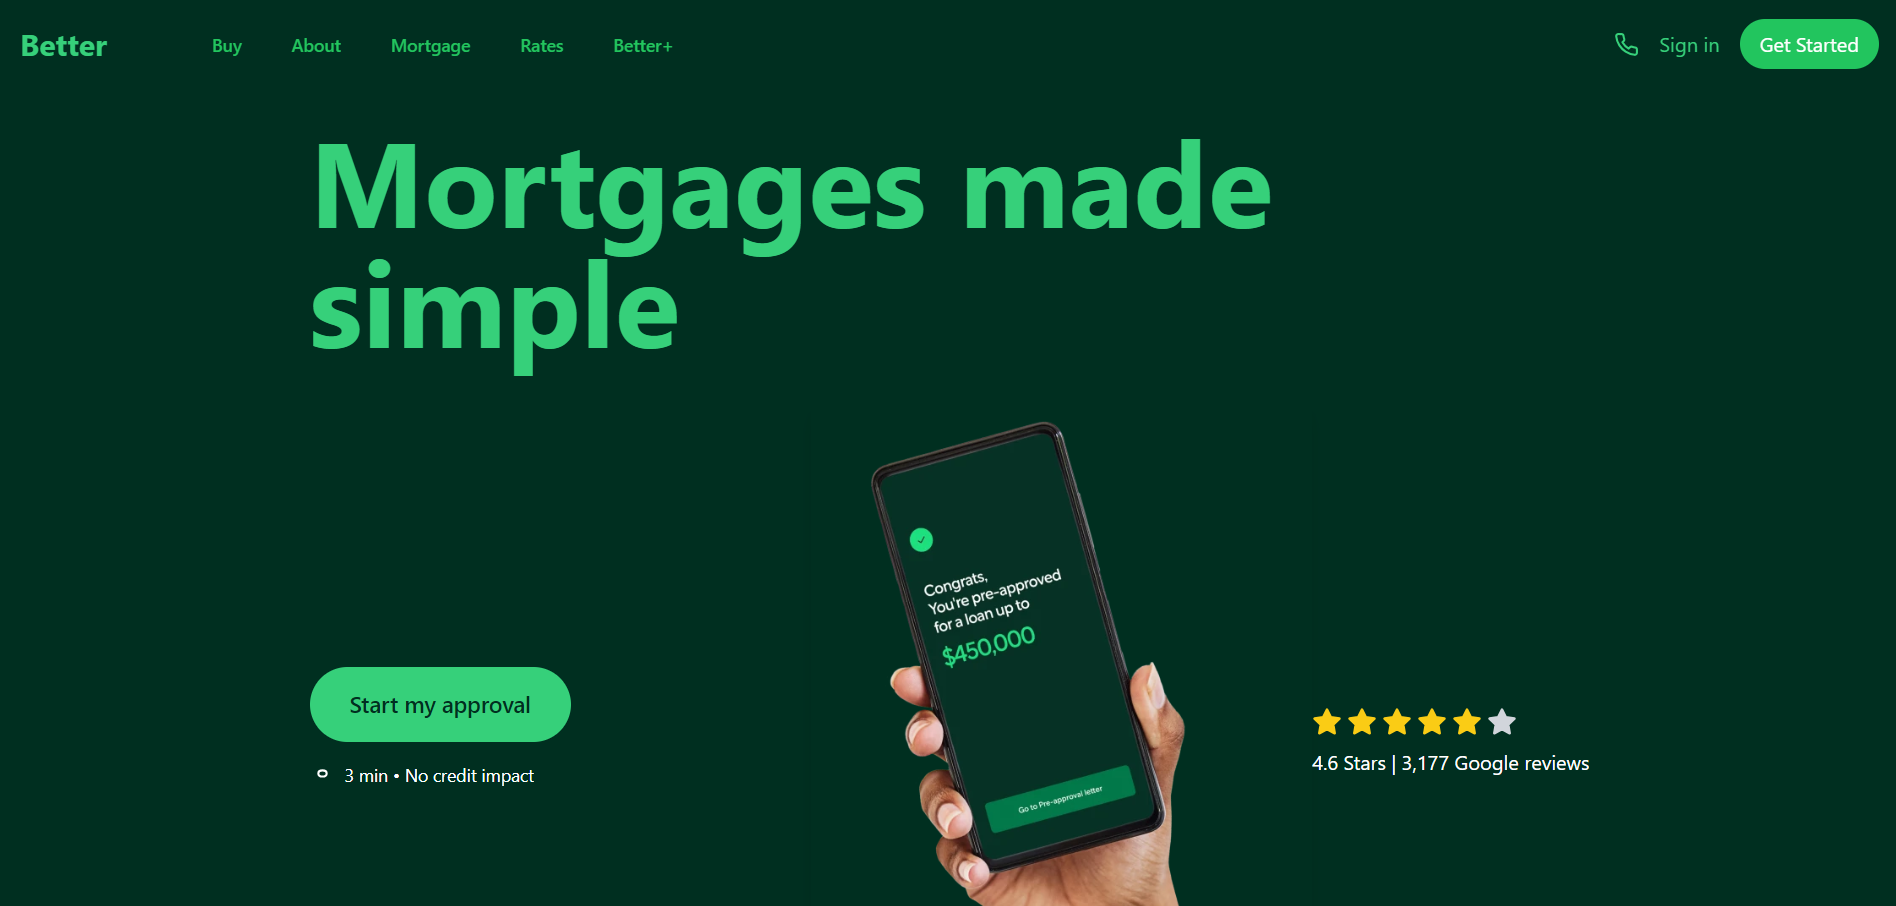 Better
Buy
About
Mortgage
Rates
Better+
Sign in
Get Started
Mortgages made
simple
Congrats,
You're pre-approved
for a loan up to
$450,000
Go to Pre-approval letter
Start my approval
3 min • No credit impact
4.6 Stars | 3,177 Google reviews